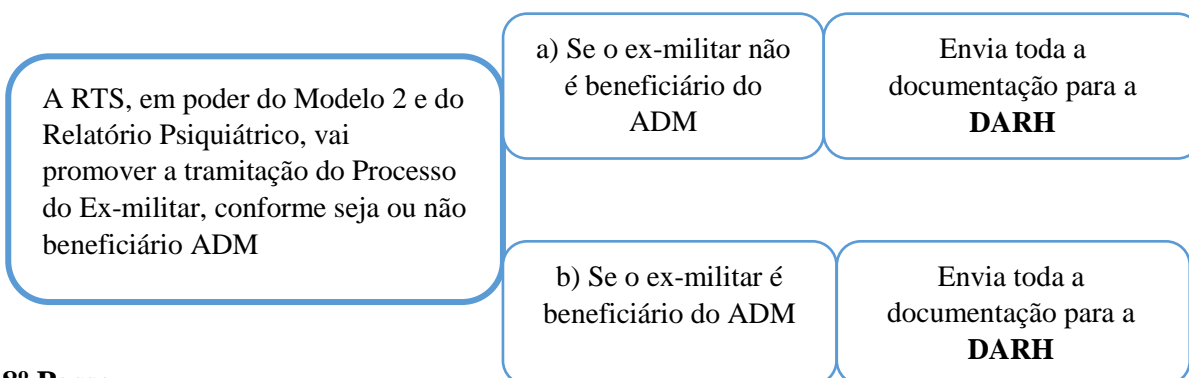 A RTS, em poder do Modelo 2 e do
Relatório Psiquiátrico, vai
promover a tramitação do Processo
do Ex-militar, conforme seja ou não
beneficiário ADM
a) Se o ex-militar não
é beneficiário do
ADM
Envia toda a
documentação para a
DARH
b) Se o ex-militar é
beneficiário do ADM
Envia toda a
documentação para a
DARH